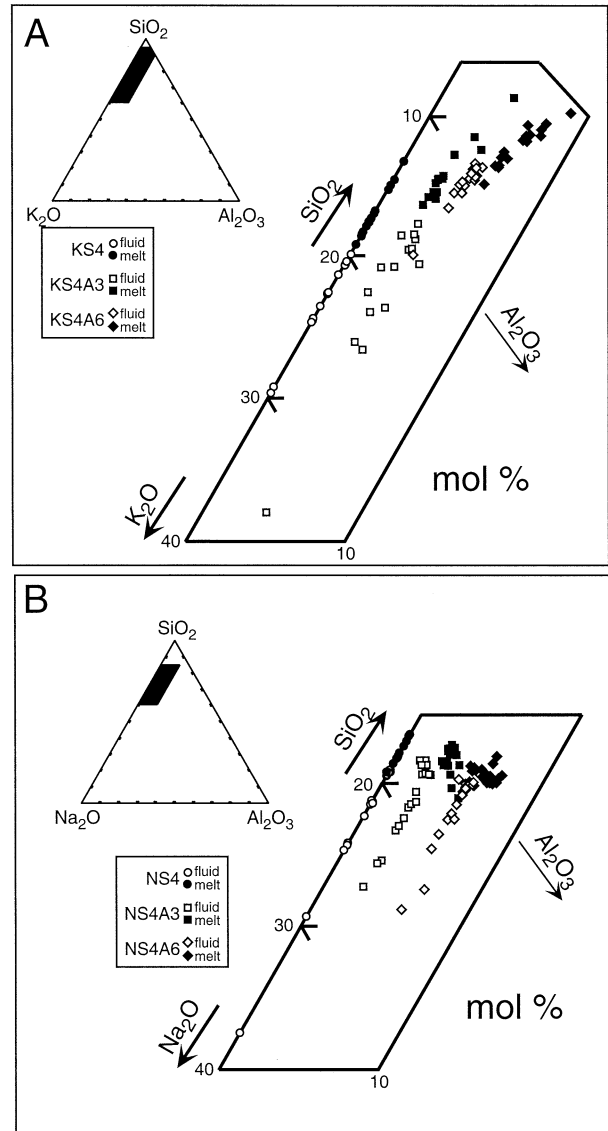 A
SiO2
K2O
Al2O3
KS4 fluid
melt
KS4A3 fluid
melt
KS4A6 fluid
melt
SiO2
10
20
30
40
10
K2O
Al2O3
mol %
B
SiO2
Na2O
Al2O3
NS4 fluid
melt
NS4A3 fluid
melt
NS4A6 fluid
melt
SiO2
20
30
40
10
Na2O
Al2O3
mol %